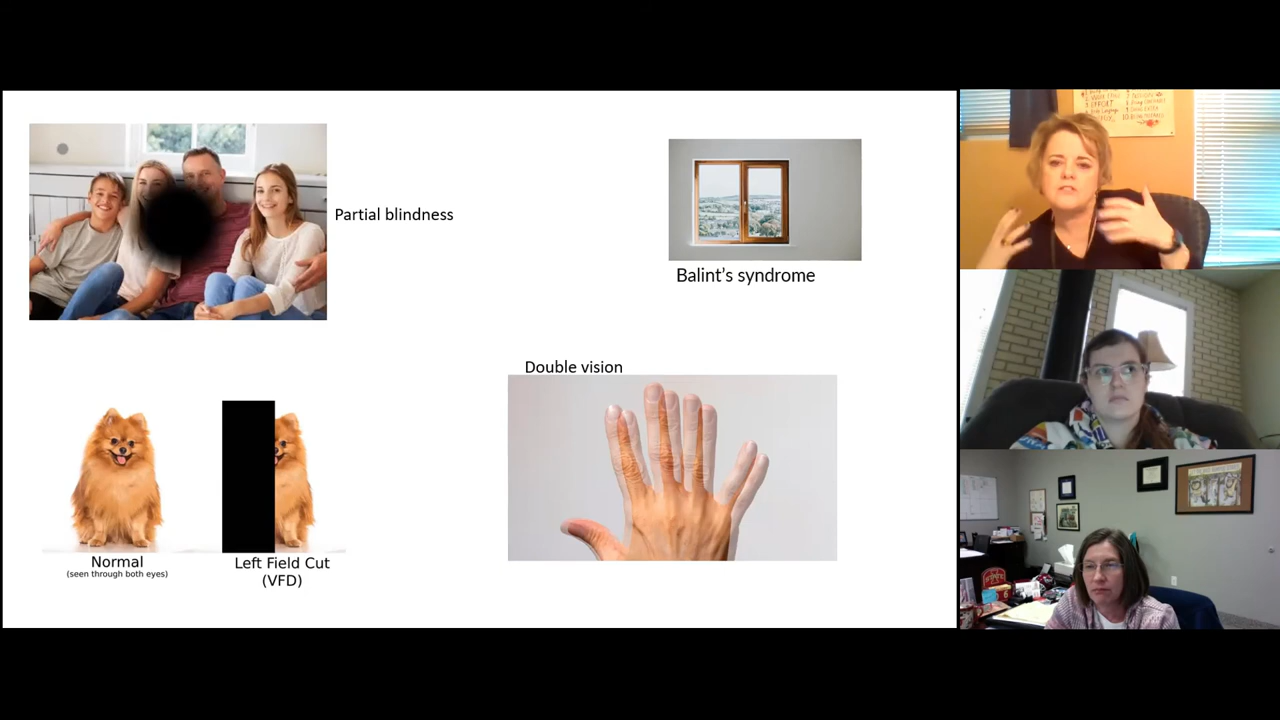 Partial blindness
Balint's syndrome
Double vision
Normal
(seen through both eyes)
Left Field Cut
(VFD)